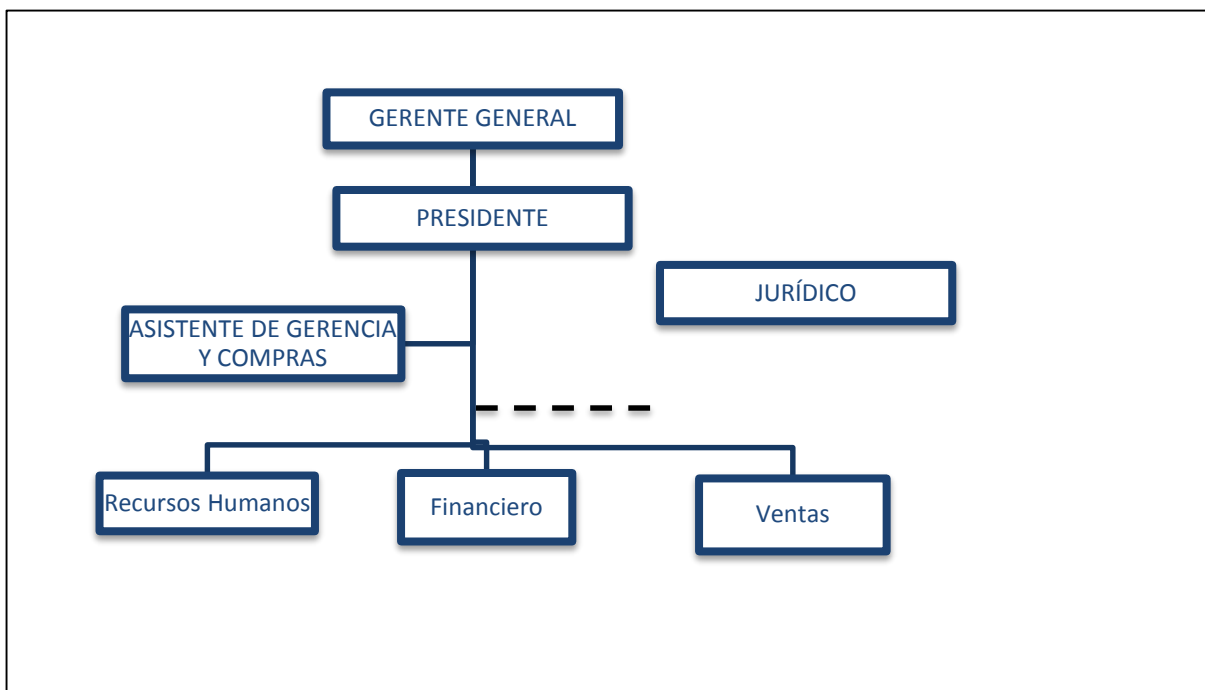 GERENTE GENERAL
PRESIDENTE
JURÍDICO
ASISTENTE DE GERENCIA
Y COMPRAS
Recursos Humanos
Financiero
Ventas